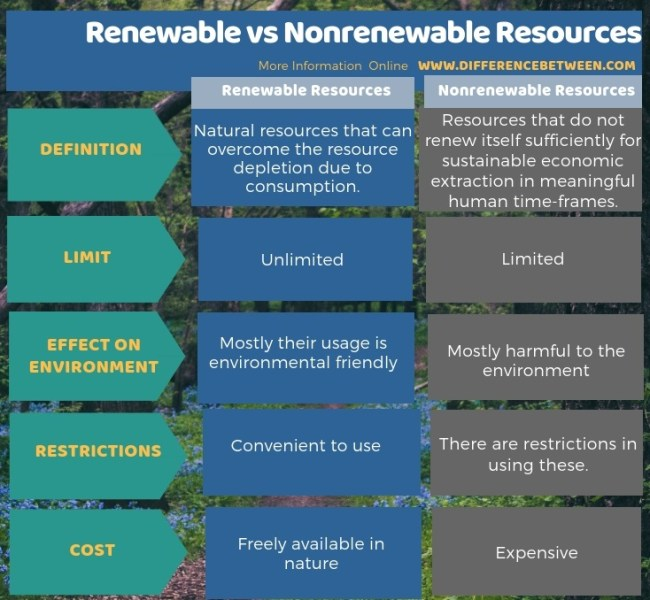 Renewable vs Nonrenewable Resources
More Information Online WWW.DIFFERENCEBETWEEN.COM
Renewable Resources
Nonrenewable Resources
DEFINITION
Natural resources that can
overcome the resource
depletion due to
consumption.
Resources that do not
renew itself sufficiently for
sustainable economic
extraction in meaningful
human time-frames.
LIMIT
Unlimited
Limited
EFFECT ON
ENVIRONMENT
Mostly their usage is
environmental friendly
Mostly harmful to the
environment
RESTRICTIONS
Convenient to use
There are restrictions in
using these.
COST
Freely available in
nature
Expensive